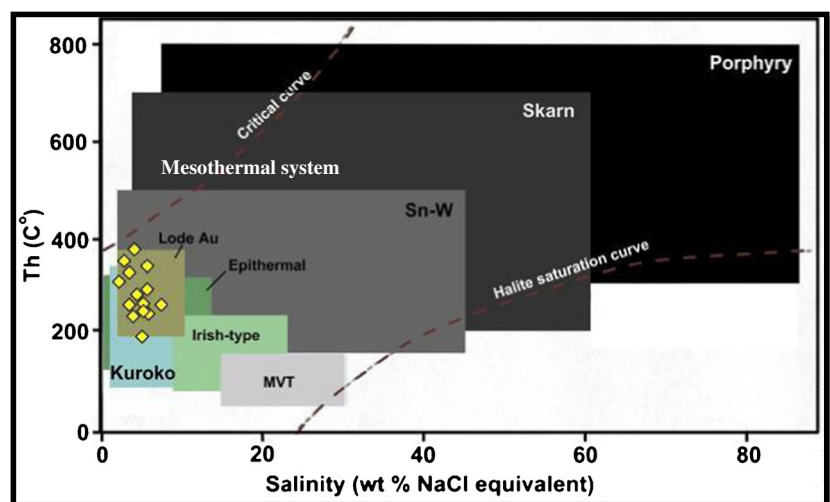 800
600
400
200
0
Th (C°)
0
20
40
60
80
Salinity (wt % NaCl equivalent)
Porphyry
Skarn
Critical curve
Mesothermal system
Sn-W
Lode Au
Epithermal
Halite saturation curve
Irish-type
Kuroko
MVT